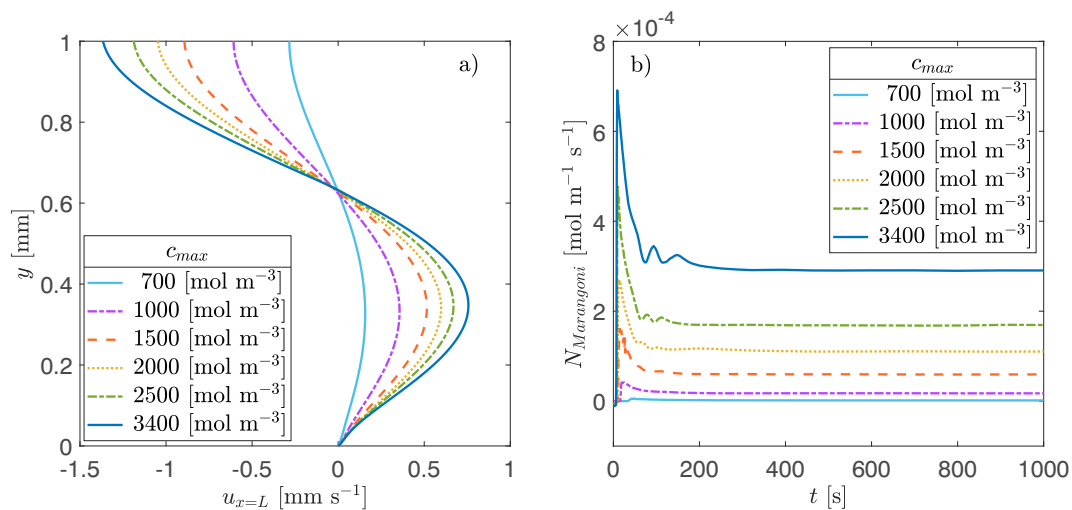 a)
1
0.8
0.6
0.4
0.2
0
y [mm]
c_max
700 [mol m⁻³]
1000 [mol m⁻³]
1500 [mol m⁻³]
2000 [mol m⁻³]
2500 [mol m⁻³]
3400 [mol m⁻³]
-1.5 -1 -0.5 0 0.5 1
u_{x=L} [mm s⁻¹]
×10⁻⁴
b)
8
6
4
2
0
N_{Marangoni} [mol m⁻¹ s⁻¹]
c_max
700 [mol m⁻³]
1000 [mol m⁻³]
1500 [mol m⁻³]
2000 [mol m⁻³]
2500 [mol m⁻³]
3400 [mol m⁻³]
0 200 400 600 800 1000
t [s]